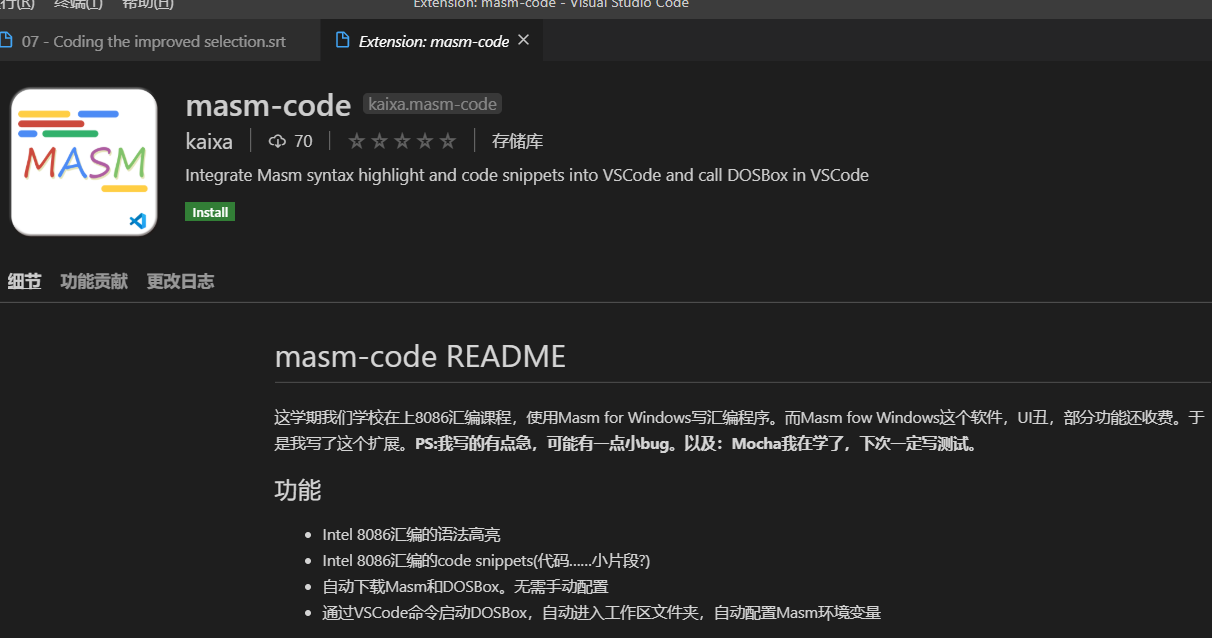 行(R) 终端(T) 帮助(H) Extension: masm-code - Visual Studio Code
07 - Coding the improved selection.srt Extension: masm-code
MASM
masm-code kaixa.masm-code
kaixa 70 存储库
Integrate Masm syntax highlight and code snippets into VSCode and call DOSBox in VSCode
Install
细节 功能贡献 更改日志
masm-code README
这学期我们学校在上8086汇编课程，使用Masm for Windows写汇编程序。而Masm fow Windows这个软件，UI丑，部分功能还收费。于
是我写了这个扩展。PS:我写的有点急，可能有一点小bug。以及：Mocha我在学了，下次一定写测试。
功能
Intel 8086汇编的语法高亮
Intel 8086汇编的code snippets(代码……小片段?)
自动下载Masm和DOSBox。无需手动配置
通过VSCode命令启动DOSBox，自动进入工作区文件夹，自动配置Masm环境变量